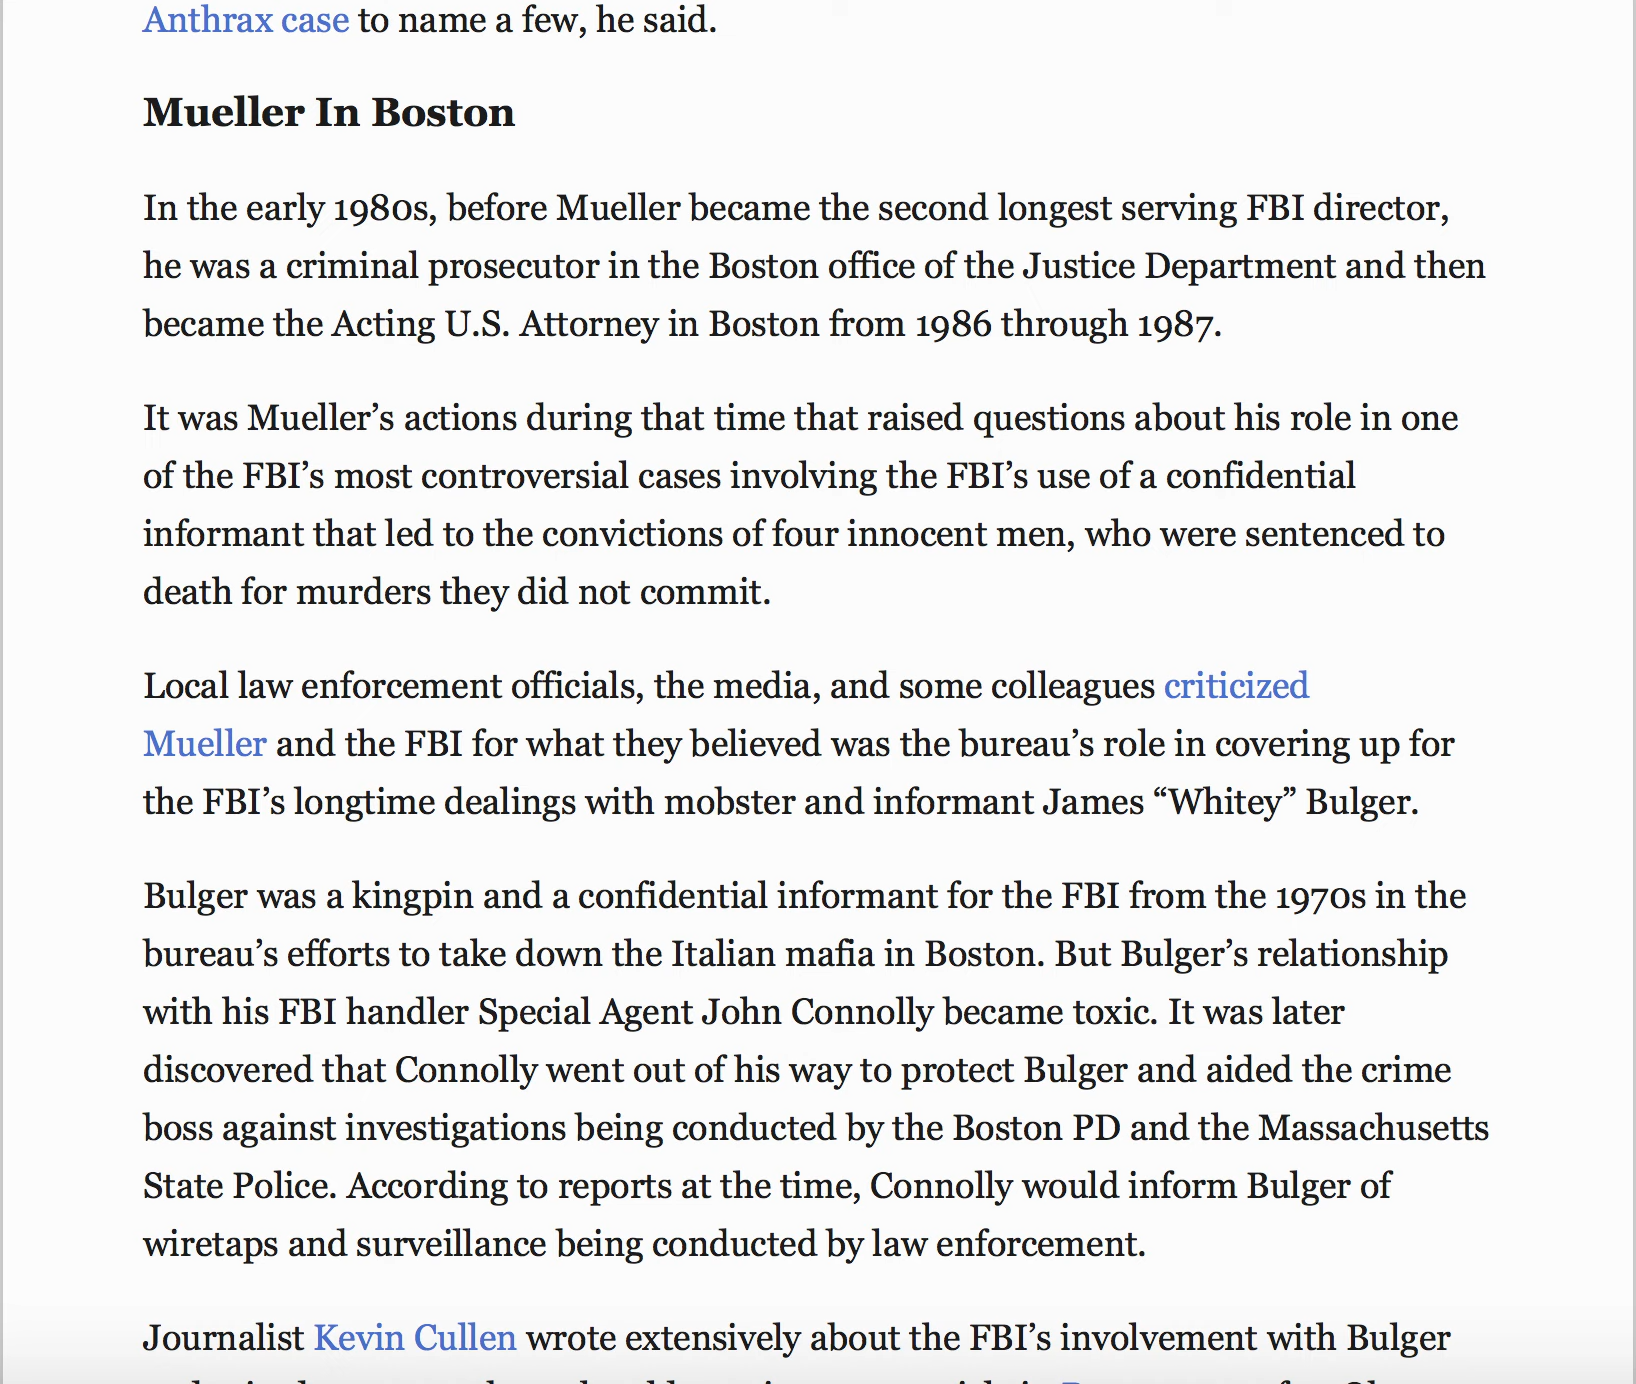 Anthrax case to name a few, he said.
Mueller In Boston
In the early 1980s, before Mueller became the second longest serving FBI director,
he was a criminal prosecutor in the Boston office of the Justice Department and then
became the Acting U.S. Attorney in Boston from 1986 through 1987.
It was Mueller’s actions during that time that raised questions about his role in one
of the FBI’s most controversial cases involving the FBI’s use of a confidential
informant that led to the convictions of four innocent men, who were sentenced to
death for murders they did not commit.
Local law enforcement officials, the media, and some colleagues criticized
Mueller and the FBI for what they believed was the bureau’s role in covering up for
the FBI’s longtime dealings with mobster and informant James “Whitey” Bulger.
Bulger was a kingpin and a confidential informant for the FBI from the 1970s in the
bureau’s efforts to take down the Italian mafia in Boston. But Bulger’s relationship
with his FBI handler Special Agent John Connolly became toxic. It was later
discovered that Connolly went out of his way to protect Bulger and aided the crime
boss against investigations being conducted by the Boston PD and the Massachusetts
State Police. According to reports at the time, Connolly would inform Bulger of
wiretaps and surveillance being conducted by law enforcement.
Journalist Kevin Cullen wrote extensively about the FBI’s involvement with Bulger